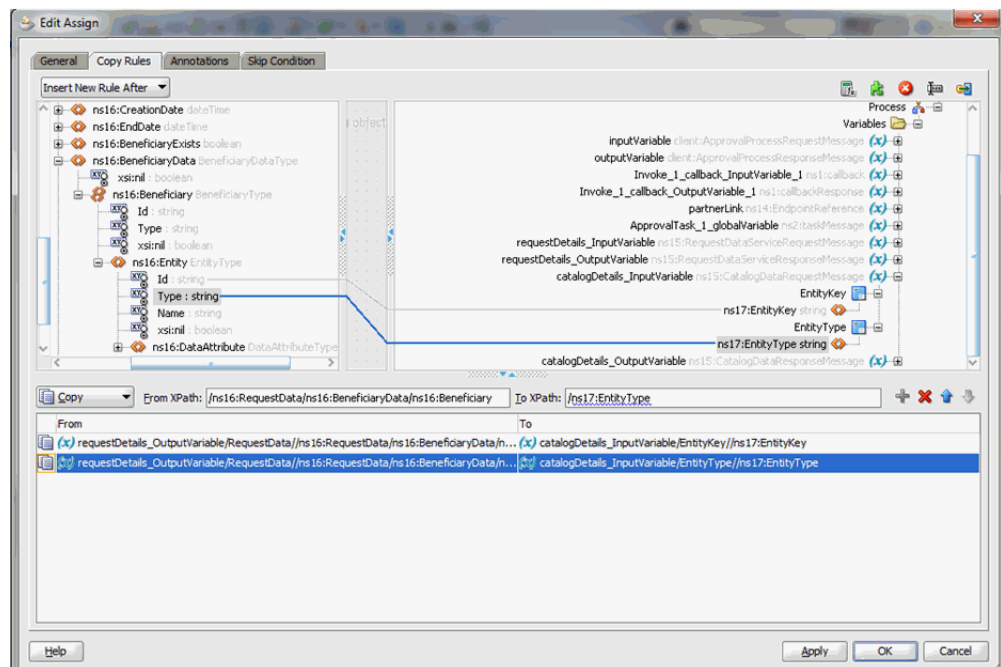 Edit Assign
General Copy Rules Annotations Skip Condition
Insert New Rule After
ns16:CreationDate dateTime
ns16:EndDate dateTime
ns16:BeneficiaryExists boolean
ns16:BeneficiaryData BeneficiaryDataType
xsi:nil : boolean
ns16:Beneficiary BeneficiaryType
Id : string
Type : string
xsi:nil : boolean
ns16:Entity EntityType
Id : string
Type : string
Name : string
xsi:nil : boolean
ns16:DataAttribute DataAttributeType
object
Process
Variables
inputVariable client:ApprovalProcessRequestMessage
outputVariable client:ApprovalProcessResponseMessage
Invoke_1_callback_InputVariable_1 ns1:callback
Invoke_1_callback_OutputVariable_1 ns1:callbackResponse
partnerLink ns14:EndpointReference
ApprovalTask_1_globalVariable ns2:taskMessage
requestDetails_InputVariable ns15:RequestDataServiceRequestMessage
requestDetails_OutputVariable ns15:RequestDataServiceResponseMessage
catalogDetails_InputVariable ns15:CatalogDataRequestMessage
EntityKey
ns17:EntityKey string
EntityType
ns17:EntityType string
catalogDetails_OutputVariable ns15:CatalogDataResponseMessage
Copy From XPath: /ns16:RequestData/ns16:BeneficiaryData/ns16:Beneficiary To XPath: /ns17:EntityType
From To
requestDetails_OutputVariable/RequestData//ns16:RequestData/ns16:BeneficiaryData/n... catalogDetails_InputVariable/EntityKey//ns17:EntityKey
requestDetails_OutputVariable/RequestData//ns16:RequestData/ns16:BeneficiaryData/n... catalogDetails_InputVariable/EntityType//ns17:EntityType
Help Apply OK Cancel